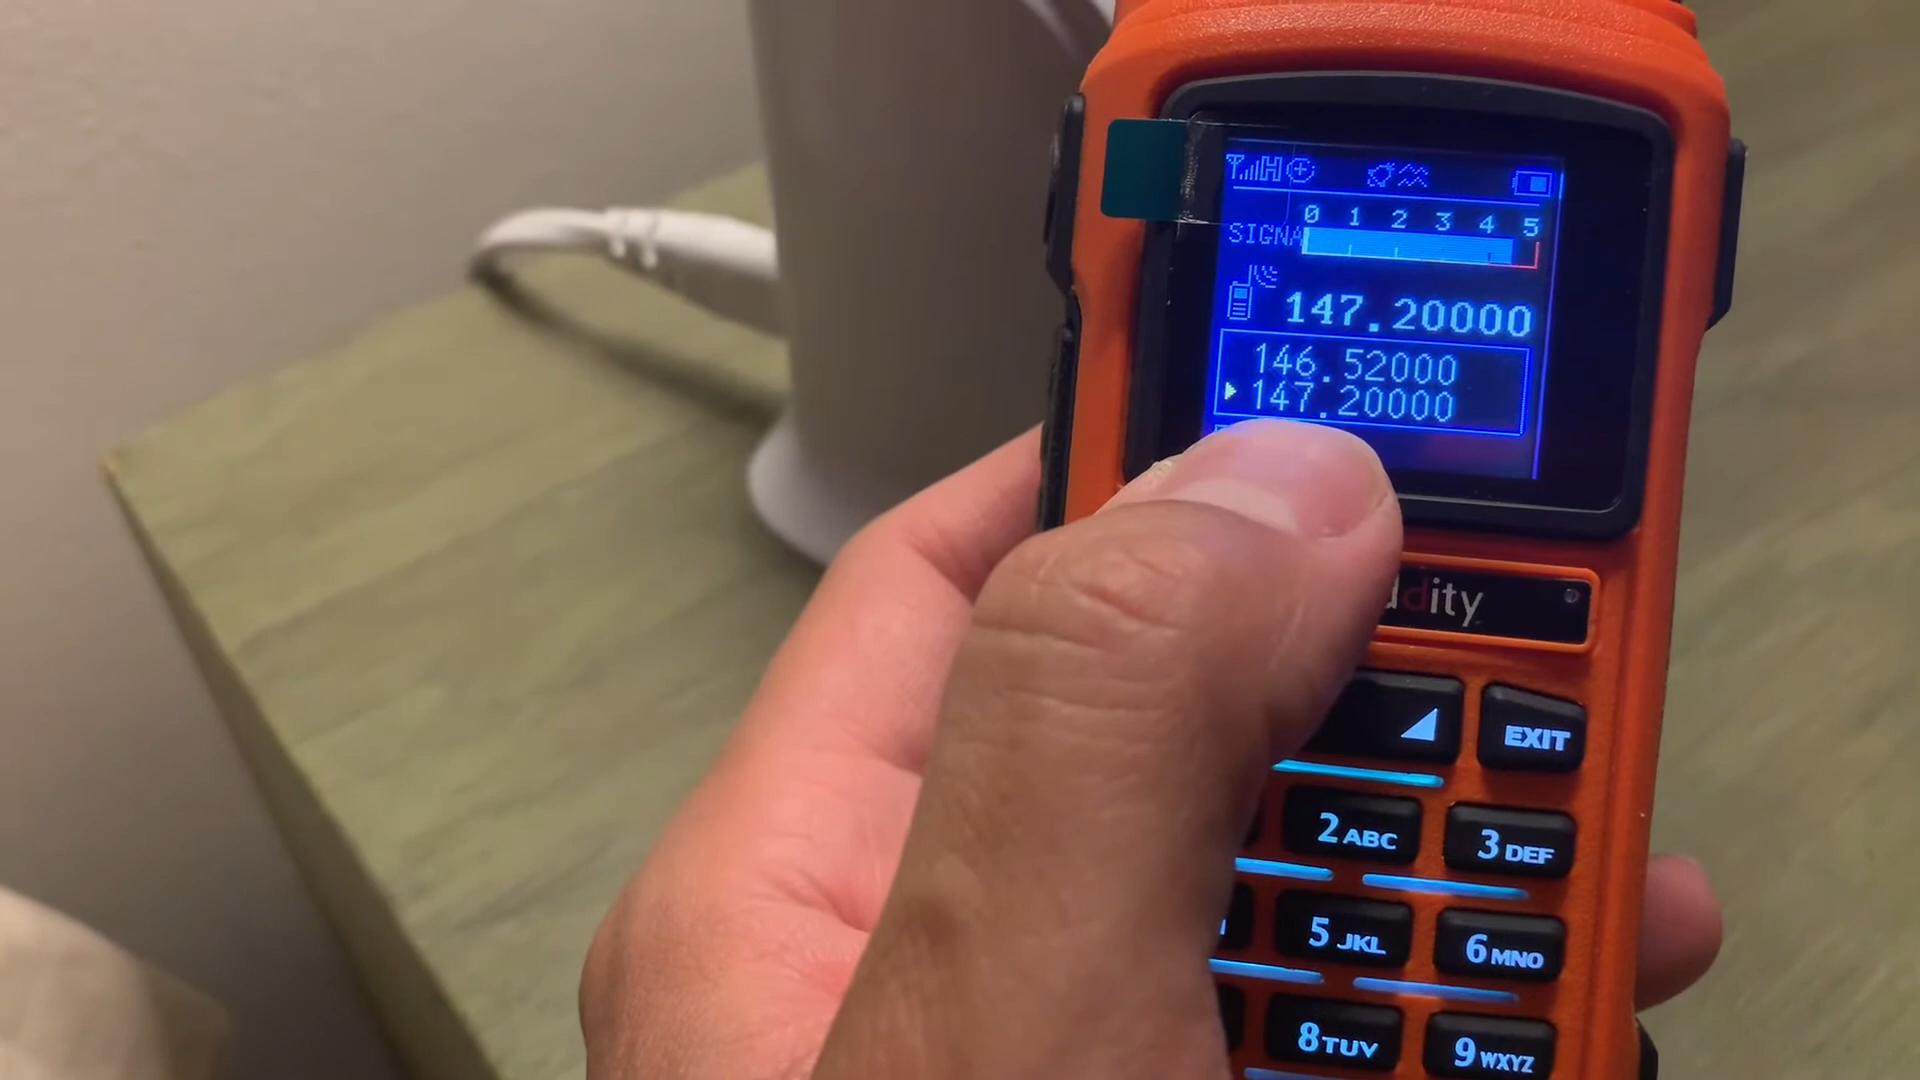 H
0 1 2 3 4 5
SIGNA
147.20000
146.52000
147.20000
dity
EXIT
2 ABC 3 DEF
5 JKL 6 MNO
8 TUV 9 WXYZ